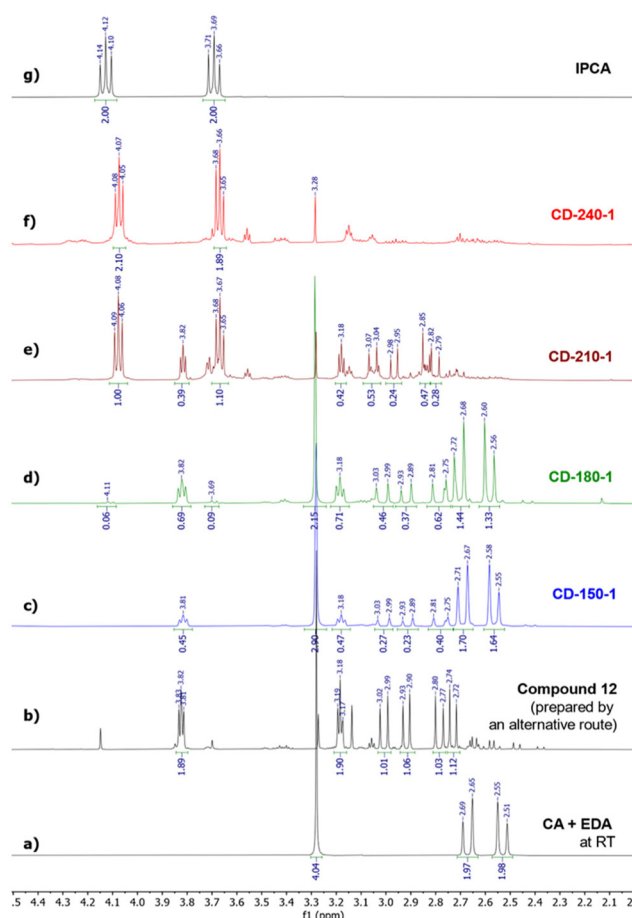 4.14 4.12 4.10 3.71 3.69 3.66
g) IPCA
2.00 2.00
4.08 4.07 4.05 3.68 3.66 3.65 3.28
f) CD-240-1
2.10 1.89
4.09 4.08 4.06 3.82 3.68 3.67 3.65 3.18 3.07 3.04 2.98 2.95 2.85 2.82 2.79
e) CD-210-1
1.00 0.39 1.10 0.42 0.53 0.24 0.47 0.28
4.11 3.82 3.69 3.18 3.03 2.99 2.93 2.89 2.81 2.75 2.72 2.68 2.60 2.56
d) CD-180-1
0.06 0.69 0.09 2.15 0.71 0.46 0.37 0.62 1.44 1.33
3.81 3.18 3.03 2.99 2.93 2.89 2.81 2.75 2.71 2.67 2.58 2.55
c) CD-150-1
0.45 2.90 0.47 0.27 0.23 0.40 1.70 1.64
3.83 3.82 3.81 3.19 3.18 3.17 3.02 2.99 2.93 2.90 2.80 2.77 2.74 2.72
b) Compound 12
(prepared by
an alternative route)
1.89 1.90 1.01 1.06 1.03 1.12
2.69 2.65 2.55 2.51
a) CA + EDA
at RT
4.04 1.97 1.98
.5 4.4 4.3 4.2 4.1 4.0 3.9 3.8 3.7 3.6 3.5 3.4 3.3 3.2 3.1 3.0 2.9 2.8 2.7 2.6 2.5 2.4 2.3 2.2 2.1 2.
f1 (ppm)